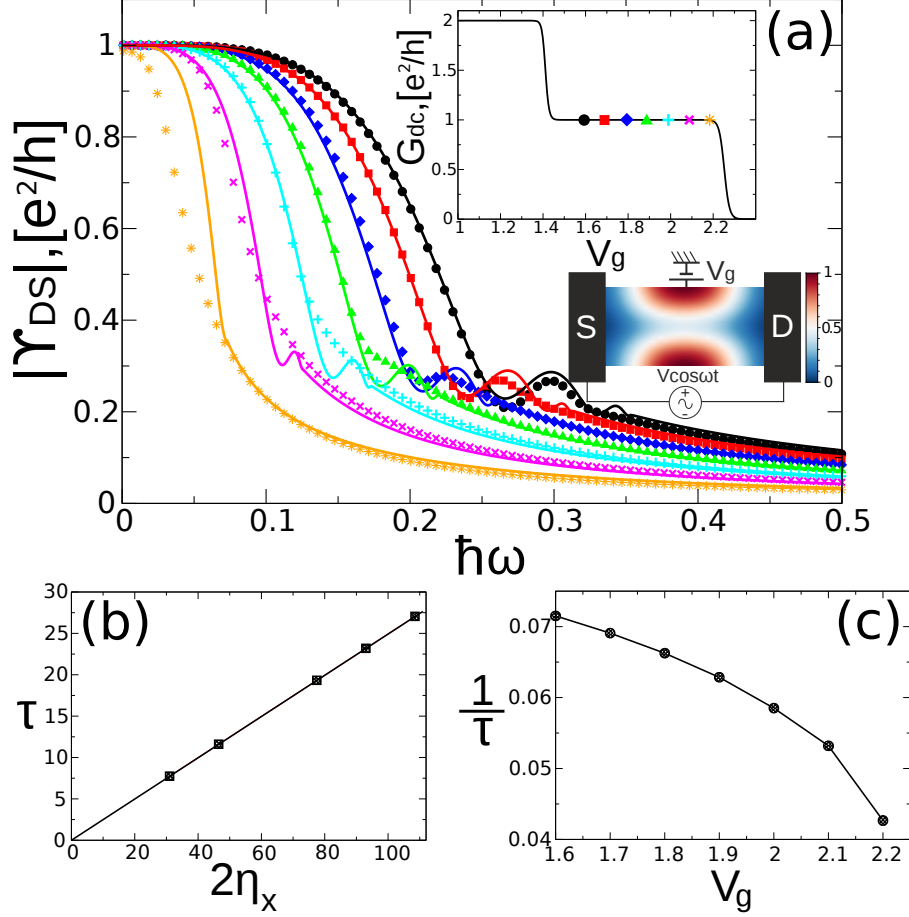 (a)
|ϒDS|,[e²/h]
1
0.8
0.6
0.4
0.2
0
0 0.1 0.2 0.3 0.4 0.5
ħω
Gdc,[e²/h]
2
1
0
1 1.2 1.4 1.6 1.8 2 2.2
Vg
Vg
S D
Vcosωt
1
0.5
0
(b)
τ
30
25
20
15
10
5
0
0 20 40 60 80 100
2ηx
(c)
1/τ
0.07
0.06
0.05
0.04
1.6 1.7 1.8 1.9 2 2.1 2.2
Vg